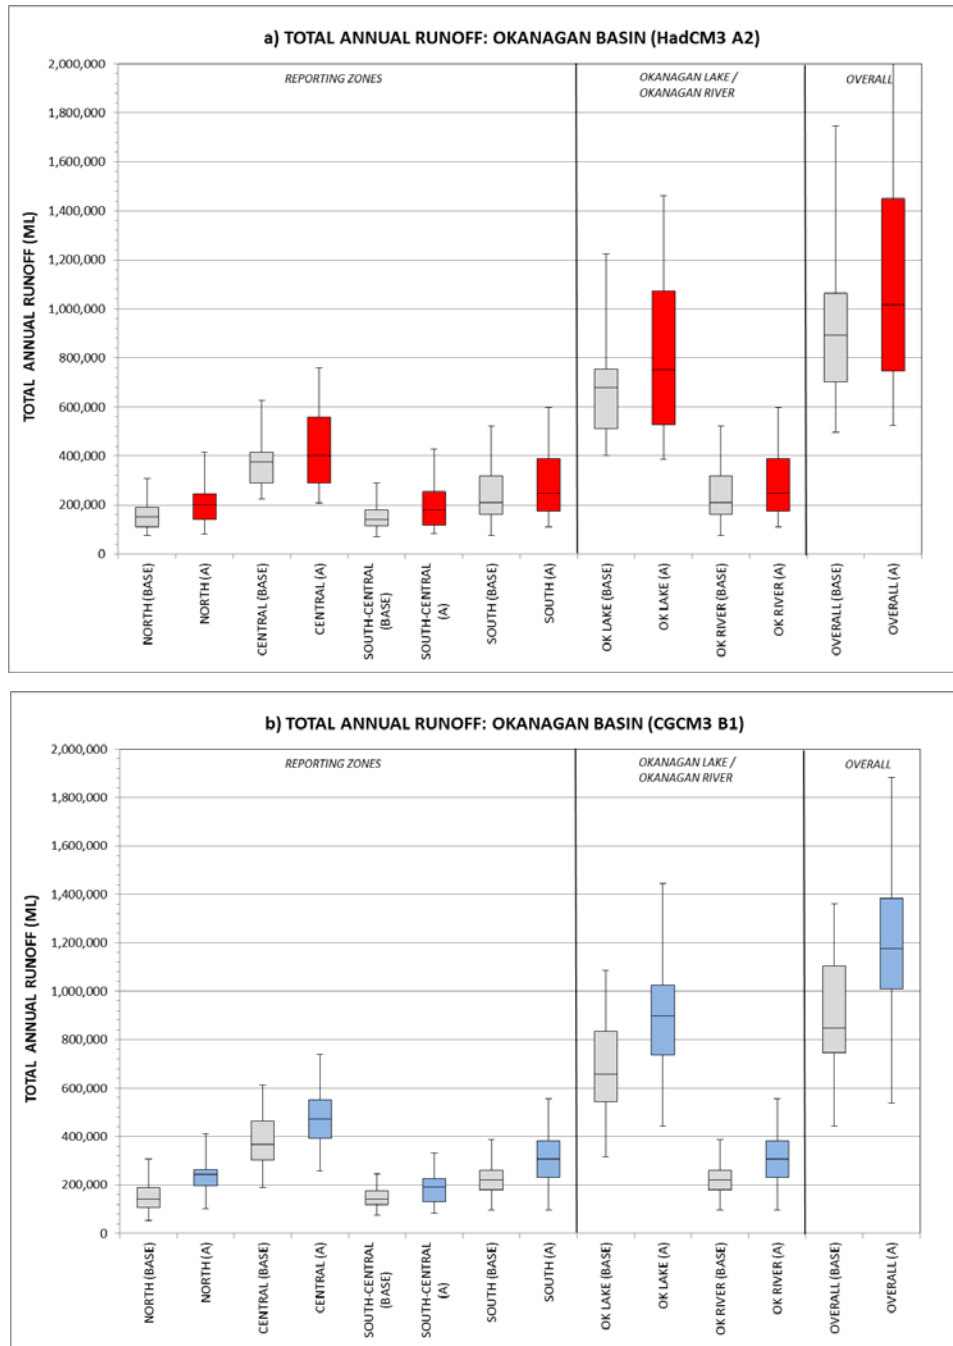 a) TOTAL ANNUAL RUNOFF: OKANAGAN BASIN (HadCM3 A2)
REPORTING ZONES
OKANAGAN LAKE /
OKANAGAN RIVER
OVERALL
TOTAL ANNUAL RUNOFF (ML)
2,000,000
1,800,000
1,600,000
1,400,000
1,200,000
1,000,000
800,000
600,000
400,000
200,000
0
NORTH (BASE)
NORTH (A)
CENTRAL (BASE)
CENTRAL (A)
SOUTH-CENTRAL
(BASE)
SOUTH-CENTRAL
(A)
SOUTH (BASE)
SOUTH (A)
OK LAKE (BASE)
OK LAKE (A)
OK RIVER (BASE)
OK RIVER (A)
OVERALL (BASE)
OVERALL (A)
b) TOTAL ANNUAL RUNOFF: OKANAGAN BASIN (CGCM3 B1)
REPORTING ZONES
OKANAGAN LAKE /
OKANAGAN RIVER
OVERALL
TOTAL ANNUAL RUNOFF (ML)
2,000,000
1,800,000
1,600,000
1,400,000
1,200,000
1,000,000
800,000
600,000
400,000
200,000
0
NORTH (BASE)
NORTH (A)
CENTRAL (BASE)
CENTRAL (A)
SOUTH-CENTRAL
(BASE)
SOUTH-CENTRAL
(A)
SOUTH (BASE)
SOUTH (A)
OK LAKE (BASE)
OK LAKE (A)
OK RIVER (BASE)
OK RIVER (A)
OVERALL (BASE)
OVERALL (A)